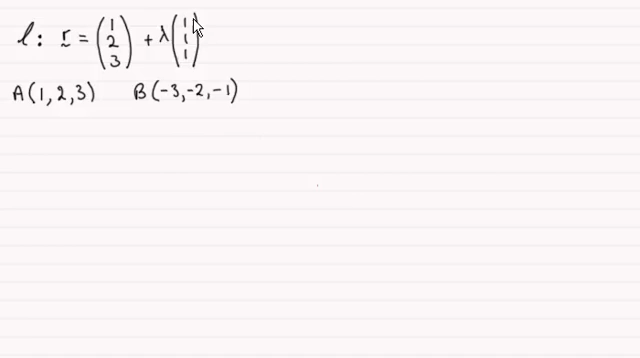 l: r = (1 2 3) + λ(1 1 1)
A(1,2,3) B(-3,-2,-1)